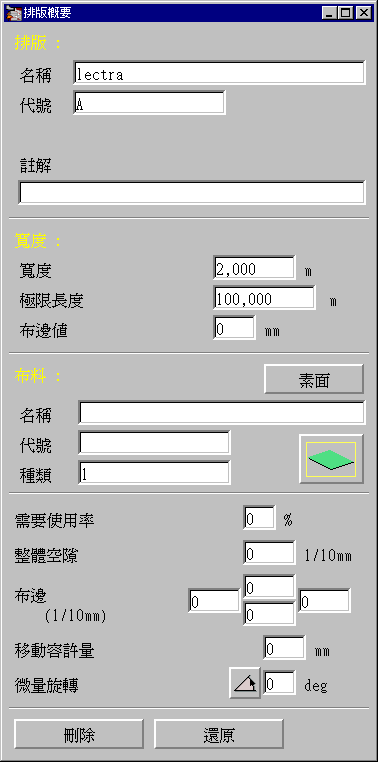 排版概要
排版 :
名稱 lectra
代號 A
註解
寬度 :
寬度 2,000 m
極限長度 100,000 m
布邊値 0 mm
布料 : 素面
名稱
代號
種類 1
需要使用率 0 %
整體空隙 0 1/10mm
布邊 0 0 0 0
(1/10mm)
移動容許量 0 mm
微量旋轉 0 deg
刪除 還原